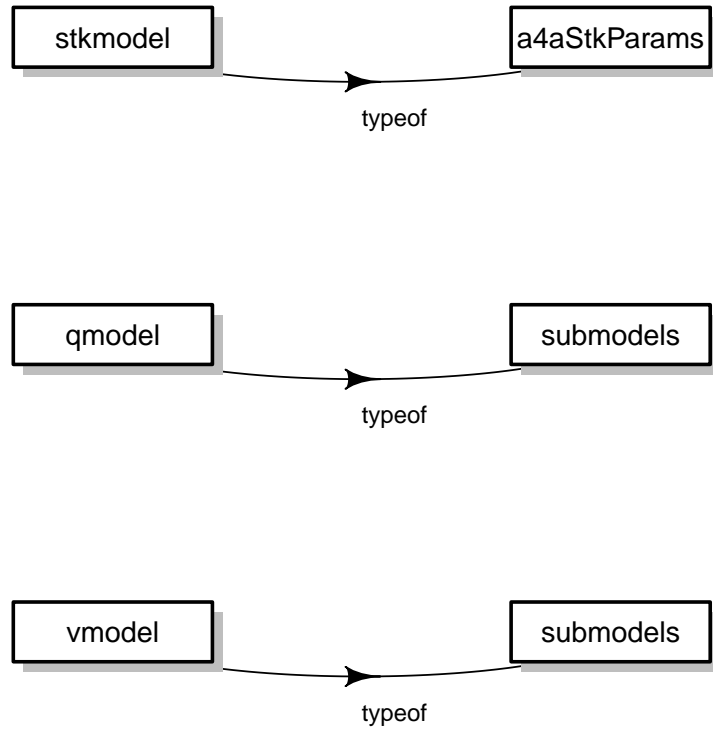 stkmodel
a4aStkParams
typeof
qmodel
submodels
typeof
vmodel
submodels
typeof